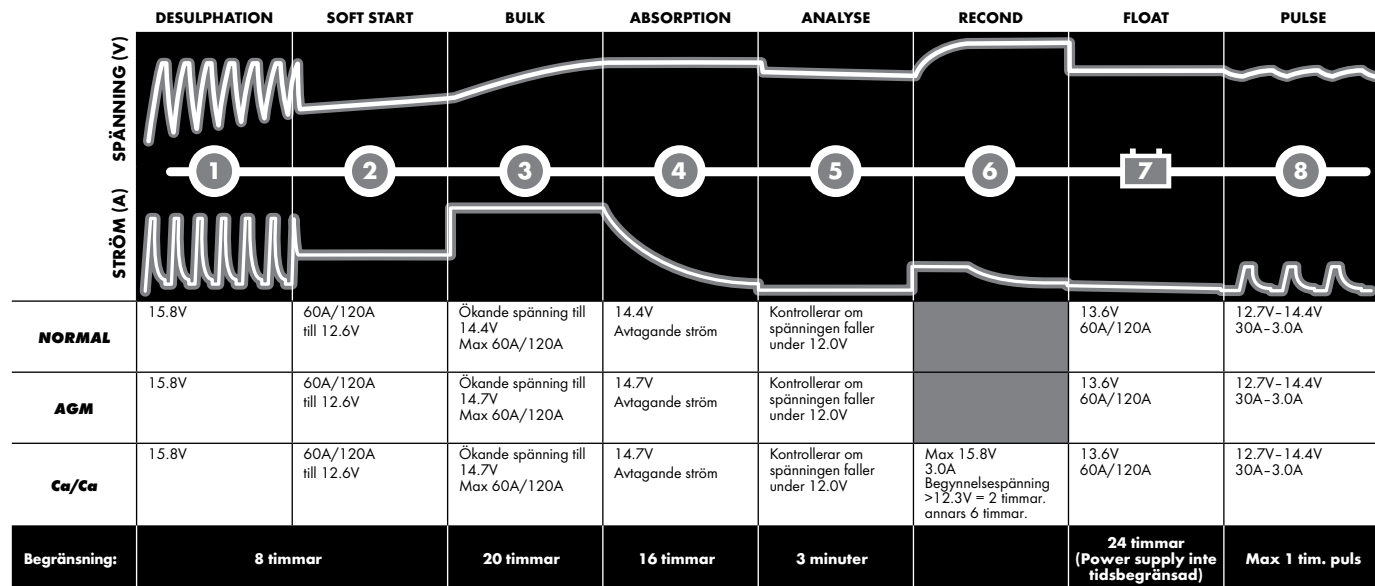 DESULPHATION SOFT START BULK ABSORPTION ANALYSE RECOND FLOAT PULSE
SPÄNNING (V)
1 2 3 4 5 6 7 8
STRÖM (A)
NORMAL
15.8V
60A/120A
till 12.6V
Ökande spänning till
14.4V
Max 60A/120A
14.4V
Avtagande ström
Kontrollerar om
spänningen faller
under 12.0V
13.6V
60A/120A
12.7V–14.4V
30A–3.0A
AGM
15.8V
60A/120A
till 12.6V
Ökande spänning till
14.7V
Max 60A/120A
14.7V
Avtagande ström
Kontrollerar om
spänningen faller
under 12.0V
13.6V
60A/120A
12.7V–14.4V
30A–3.0A
Ca/Ca
15.8V
60A/120A
till 12.6V
Ökande spänning till
14.7V
Max 60A/120A
14.7V
Avtagande ström
Kontrollerar om
spänningen faller
under 12.0V
Max 15.8V
3.0A
Begynnelsespänning
>12.3V = 2 timmar.
annars 6 timmar.
13.6V
60A/120A
12.7V–14.4V
30A–3.0A
Begränsning:
8 timmar
20 timmar
16 timmar
3 minuter
24 timmar
(Power supply inte
tidsbegränsad)
Max 1 tim. puls